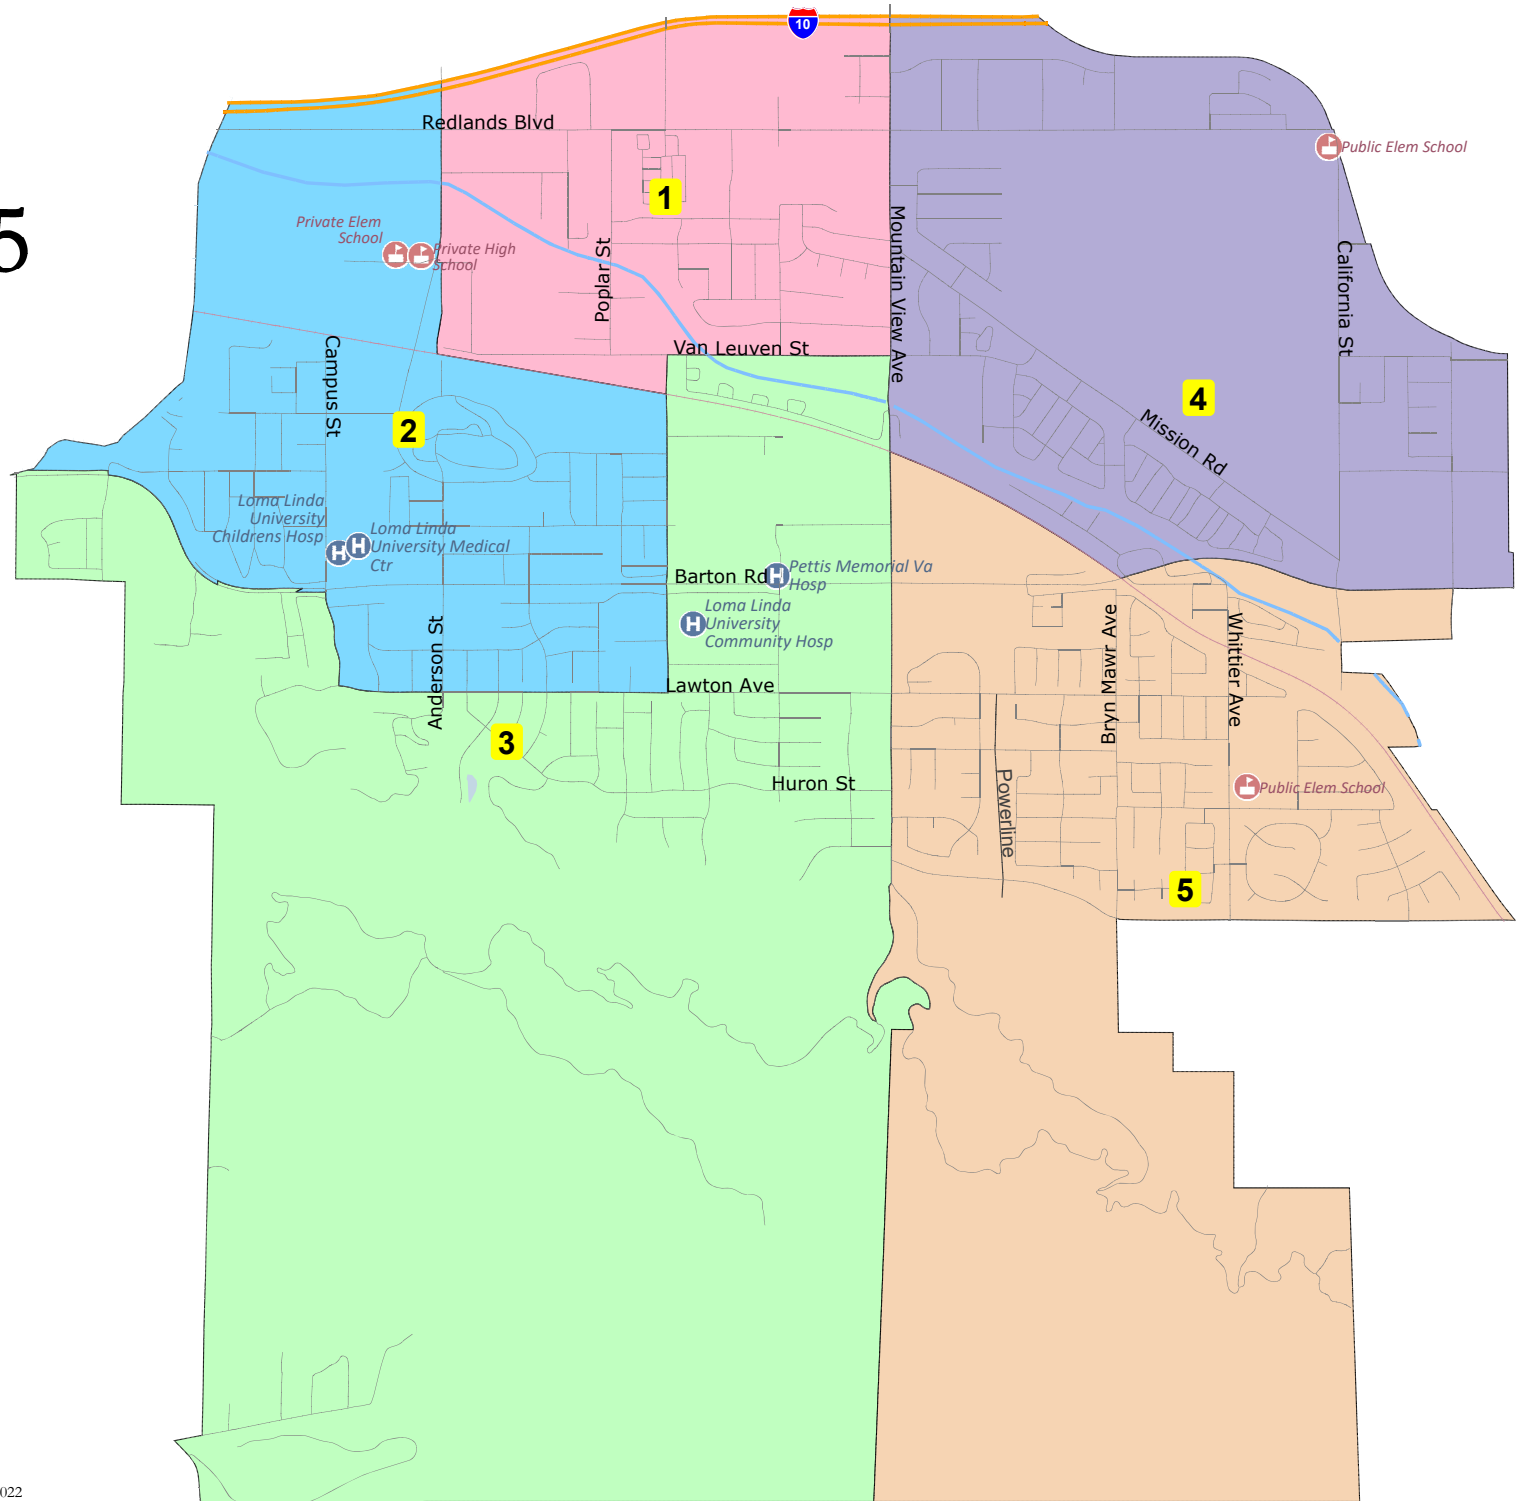 10
Redlands Blvd
Public Elem School
1
5
Private Elem
School
Private High
School
Poplar St
Mountain View Ave
California St
Van Leuven St
Campus St
4
2
Mission Rd
Loma Linda
University
Childrens Hosp
H
H
Loma Linda
University Medical
Ctr
Barton Rd
H
Pettis Memorial Va
Hosp
H
Loma Linda
University
Community Hosp
Anderson St
Bryn Mawr Ave
Whittier Ave
Lawton Ave
3
Huron St
Powerline
Public Elem School
5
022